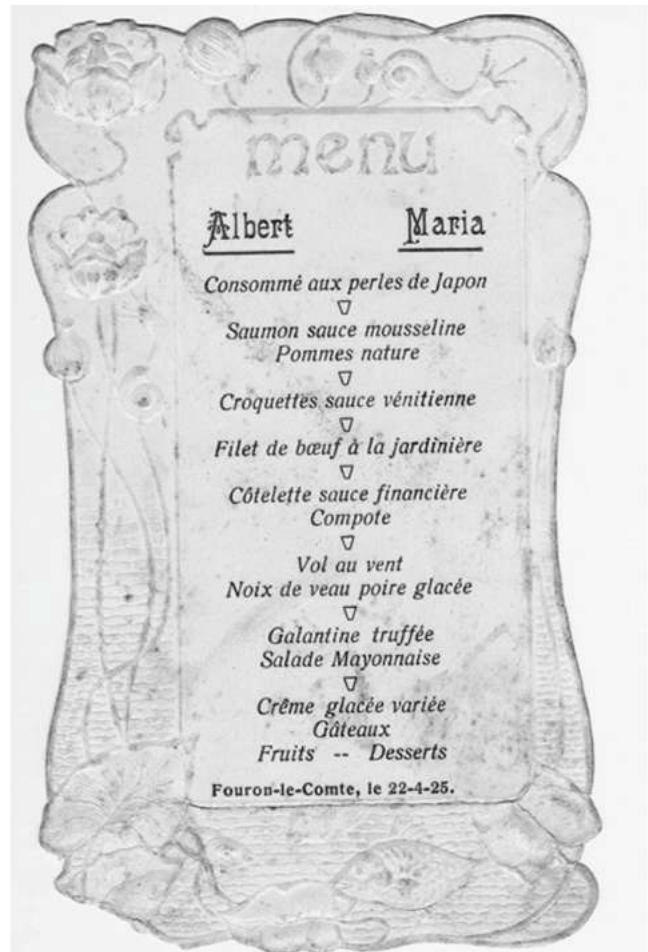 menu
Albert Maria
Consommé aux perles de Japon
Saumon sauce mousseline
Pommes nature
Croquettes sauce vénitienne
Filet de bœuf à la jardinière
Côtelette sauce financière
Compote
Vol au vent
Noix de veau poire glacée
Galantine truffée
Salade Mayonnaise
Crême glacée variée
Gâteaux
Fruits -- Desserts
Fouron-le-Comte, le 22-4-25.